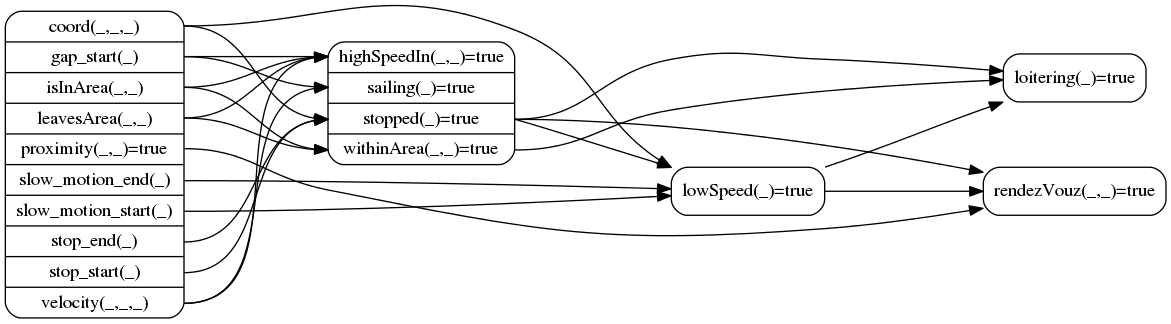 coord(_,_,_)
gap_start(_)
isInArea(_,_)
leavesArea(_,_)
proximity(_,_)=true
slow_motion_end(_)
slow_motion_start(_)
stop_end(_)
stop_start(_)
velocity(_,_,_)
highSpeedIn(_,_)=true
sailing(_)=true
stopped(_)=true
withinArea(_,_)=true
lowSpeed(_)=true
loitering(_)=true
rendezVouz(_,_)=true